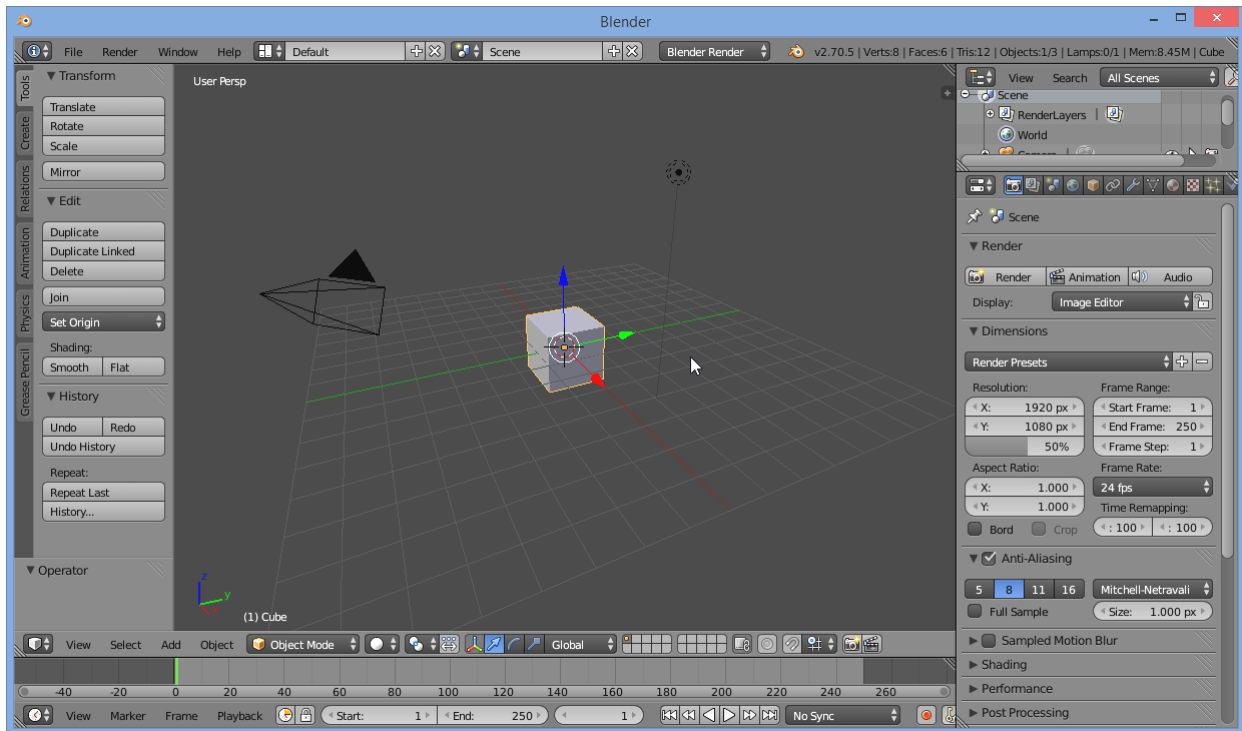 Blender
File Render Window Help Default Scene Blender Render v2.70.5 | Verts:8 | Faces:6 | Tris:12 | Objects:1/3 | Lamps:0/1 | Mem:8.45M | Cube
Tools
Create
Relations
Animation
Physics
Grease Pencil
Transform
Translate
Rotate
Scale
Mirror
Edit
Duplicate
Duplicate Linked
Delete
Join
Set Origin
Shading:
Smooth Flat
History
Undo Redo
Undo History
Repeat:
Repeat Last
History...
Operator
User Persp
z
y
x
(1) Cube
View Select Add Object Object Mode Global
-40 -20 0 20 40 60 80 100 120 140 160 180 200 220 240 260
View Marker Frame Playback Start: 1 End: 250 1 No Sync
View Search All Scenes
Scene
RenderLayers |
World
Camera
Scene
Render
Render Animation Audio
Display: Image Editor
Dimensions
Render Presets
Resolution: Frame Range:
X: 1920 px Start Frame: 1
Y: 1080 px End Frame: 250
50% Frame Step: 1
Aspect Ratio: Frame Rate:
X: 1.000 24 fps
Y: 1.000 Time Remapping:
Bord Crop : 100 : 100
Anti-Aliasing
5 8 11 16 Mitchell-Netravali
Full Sample Size: 1.000 px
Sampled Motion Blur
Shading
Performance
Post Processing